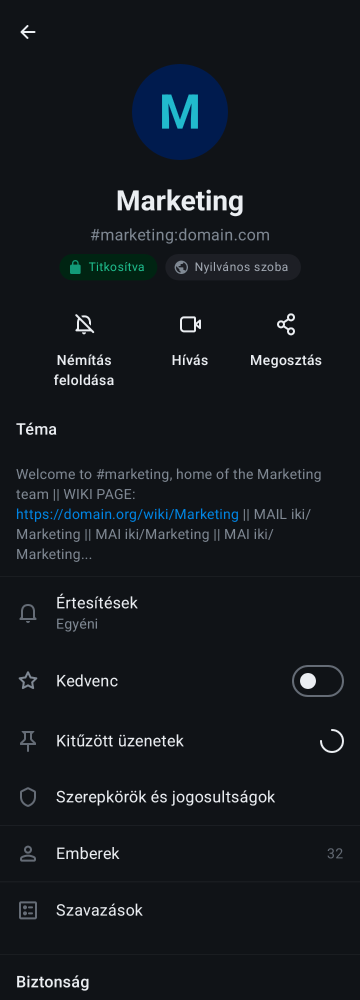 M
Marketing
#marketing:domain.com
Titkosítva
Nyilvános szoba
Némítás
feloldása
Hívás
Megosztás
Téma
Welcome to #marketing, home of the Marketing
team || WIKI PAGE:
https://domain.org/wiki/Marketing || MAIL iki/
Marketing || MAI iki/Marketing || MAI iki/
Marketing...
Értesítések
Egyéni
Kedvenc
Kitűzött üzenetek
Szerepkörök és jogosultságok
Emberek 32
Szavazások
Biztonság